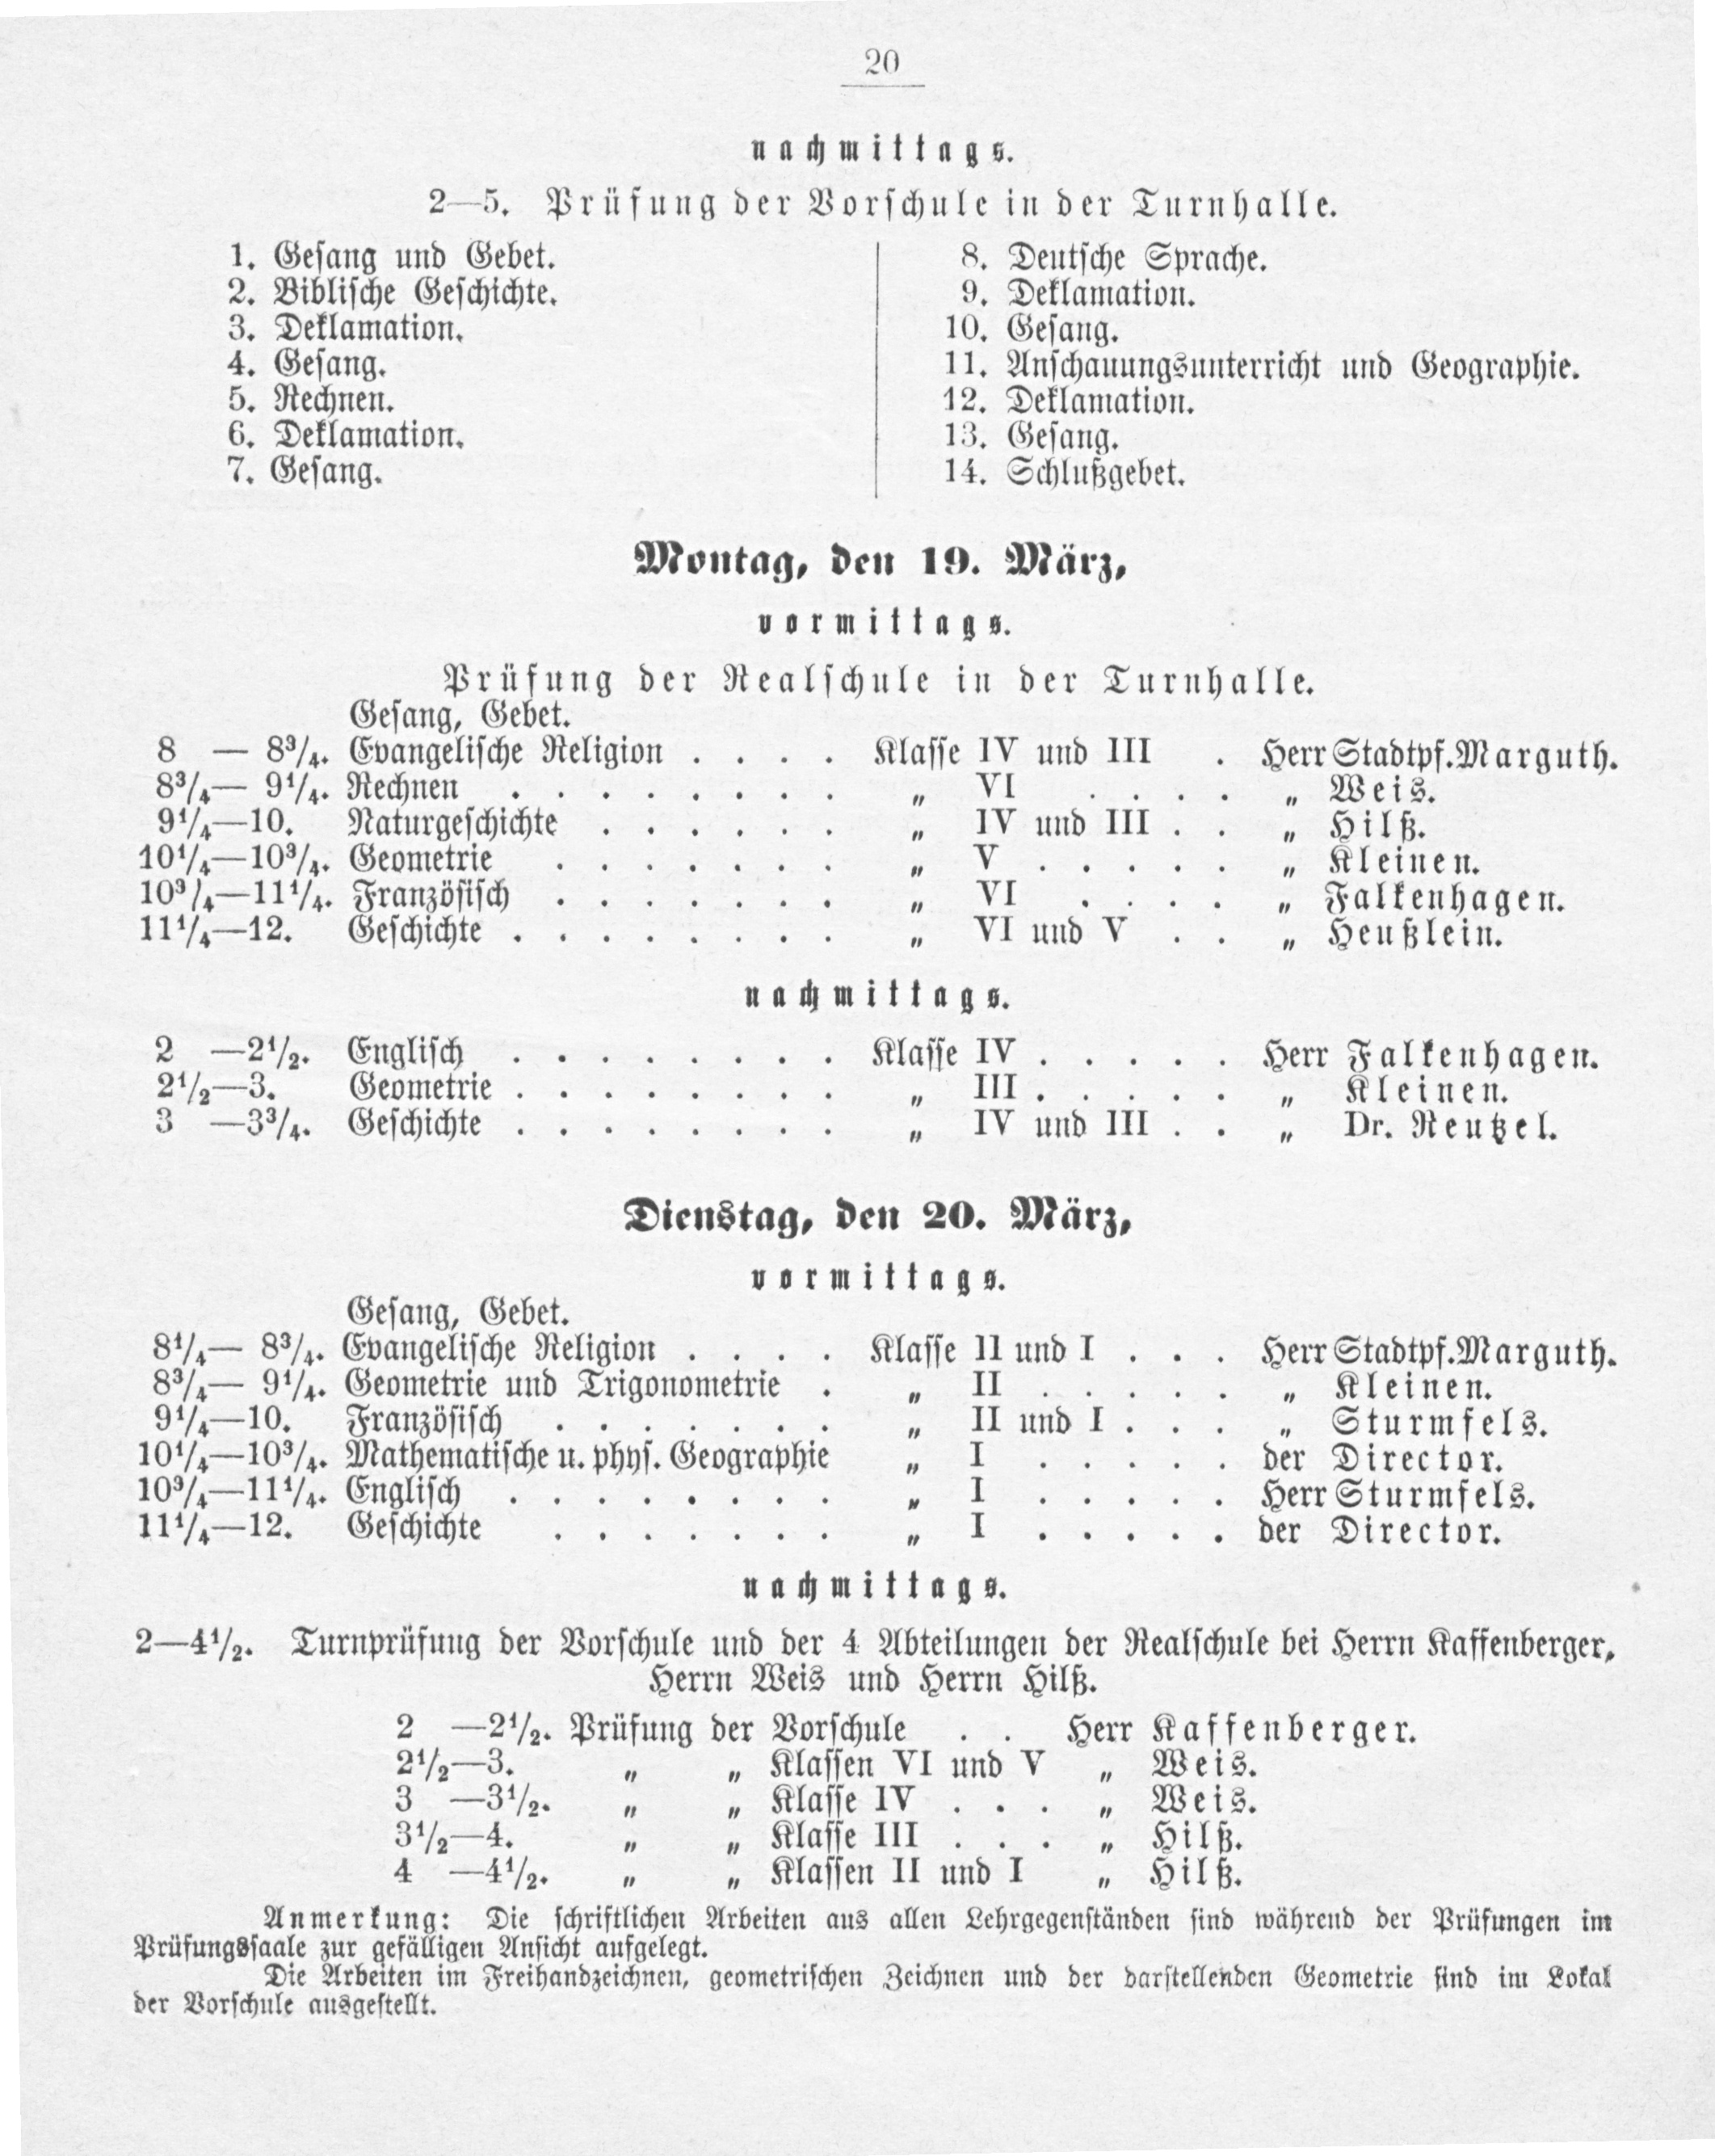 20
nachmittags.
2—5. Prüfung der Vorschule in der Turnhalle.
1. Gesang und Gebet.
2. Biblische Geschichte.
3. Deklamation.
4. Gesang.
5. Rechnen.
6. Deklamation.
7. Gesang.
8. Deutsche Sprache.
9. Deklamation.
10. Gesang.
11. Anschauungsunterricht und Geographie.
12. Deklamation.
13. Gesang.
14. Schlußgebet.
Montag, den 19. März,
vormittags.
Prüfung der Realschule in der Turnhalle.
Gesang, Gebet.
8 — 8³/₄. Evangelische Religion . . . . Klasse IV und III . Herr Stadtpf. Marguth.
8³/₄— 9¹/₄. Rechnen . . . . . . . . „ VI . . . . „ Weis.
9¹/₄—10. Naturgeschichte . . . . . . „ IV und III . . „ Hilß.
10¹/₄—10³/₄. Geometrie . . . . . . . „ V . . . . . „ Kleinen.
10³/₄—11¹/₄. Französisch . . . . . . . „ VI . . . . „ Falkenhagen.
11¹/₄—12. Geschichte . . . . . . . . „ VI und V . . „ Heußlein.
nachmittags.
2 —2¹/₂. Englisch . . . . . . . . Klasse IV . . . . . Herr Falkenhagen.
2¹/₂—3. Geometrie . . . . . . . . „ III . . . . . „ Kleinen.
3 —3³/₄. Geschichte . . . . . . . . „ IV und III . . „ Dr. Reutzel.
Dienstag, den 20. März,
vormittags.
Gesang, Gebet.
8¹/₄— 8³/₄. Evangelische Religion . . . . Klasse II und I . . . Herr Stadtpf. Marguth.
8³/₄— 9¹/₄. Geometrie und Trigonometrie . „ II . . . . . „ Kleinen.
9¹/₄—10. Französisch . . . . . . . „ II und I . . . „ Sturmfels.
10¹/₄—10³/₄. Mathematische u. phys. Geographie „ I . . . . . der Director.
10³/₄—11¹/₄. Englisch . . . . . . . . „ I . . . . . Herr Sturmfels.
11¹/₄—12. Geschichte . . . . . . . „ I . . . . . der Director.
nachmittags.
2—4¹/₂. Turnprüfung der Vorschule und der 4 Abteilungen der Realschule bei Herrn Kaffenberger,
Herrn Weis und Herrn Hilß.
2 —2¹/₂. Prüfung der Vorschule . . Herr Kaffenberger.
2¹/₂—3. „ „ Klassen VI und V „ Weis.
3 —3¹/₂. „ „ Klasse IV . . . „ Weis.
3¹/₂—4. „ „ Klasse III . . . „ Hilß.
4 —4¹/₂. „ „ Klassen II und I „ Hilß.
Anmerkung: Die schriftlichen Arbeiten aus allen Lehrgegenständen sind während der Prüfungen im
Prüfungssaale zur gefälligen Ansicht aufgelegt.
Die Arbeiten im Freihandzeichnen, geometrischen Zeichnen und der darstellenden Geometrie sind im Lokal
der Vorschule ausgestellt.